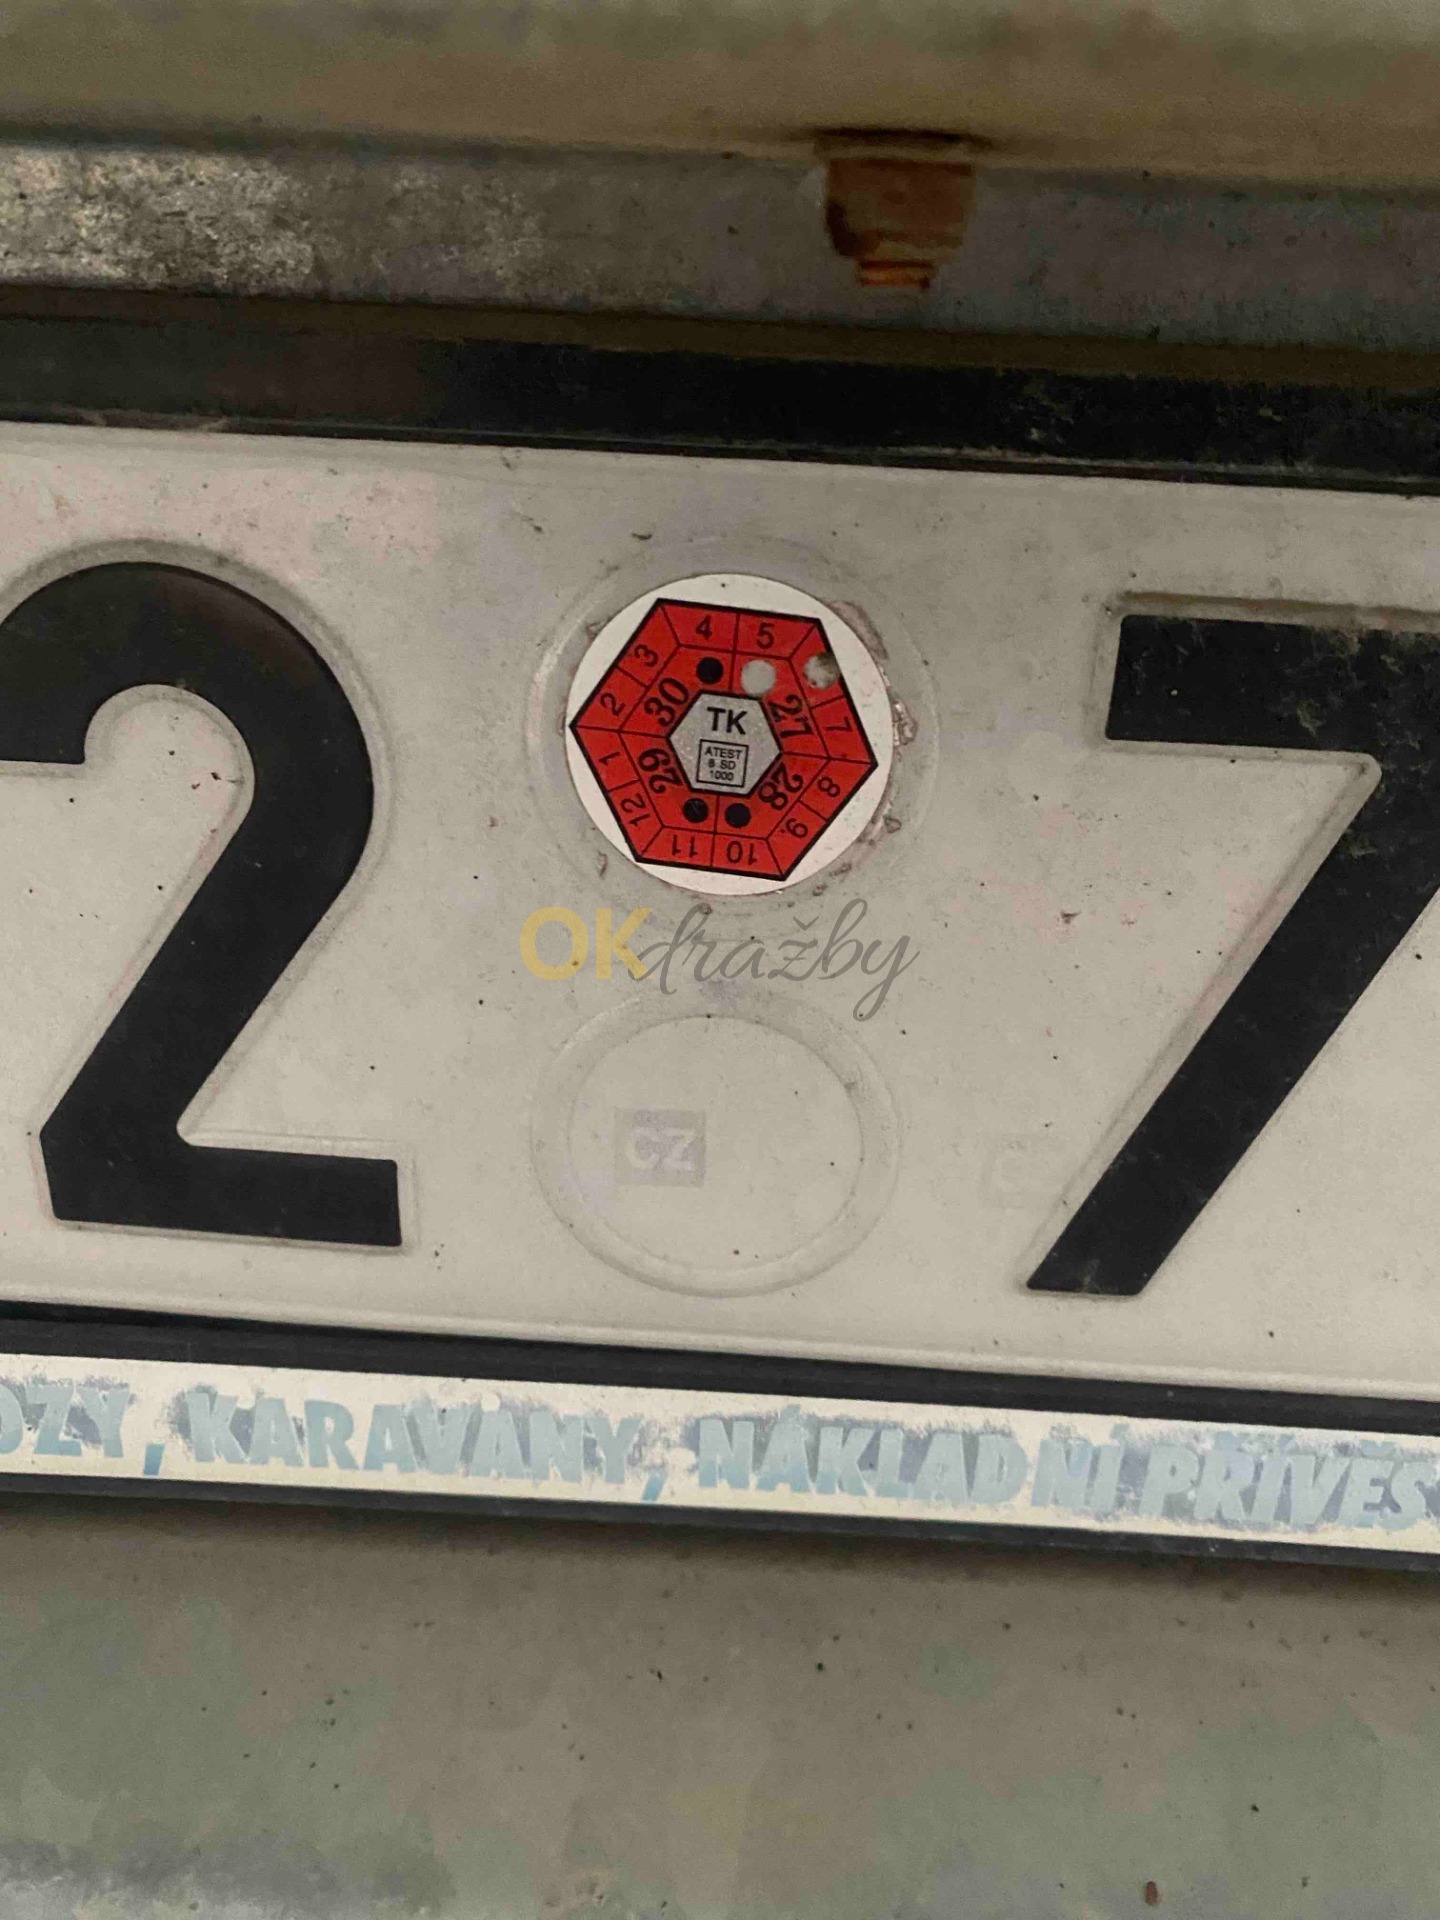 2 7
4 5
3
2 30 27 7
TK
1 29 ATEST 28 8
8 SD
1000
12 9
11 10
OKdražby
CZ
OZY, KARAVANY, NÁKLADNÍ PŘÍVĚS